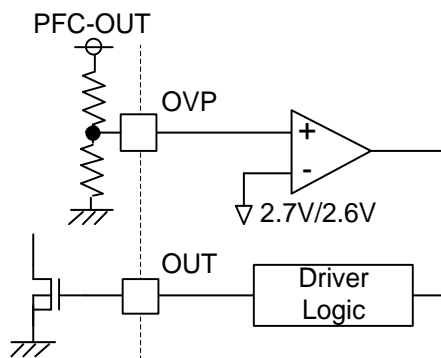 PFC-OUT
OVP
+
-
2.7V/2.6V
OUT
Driver
Logic